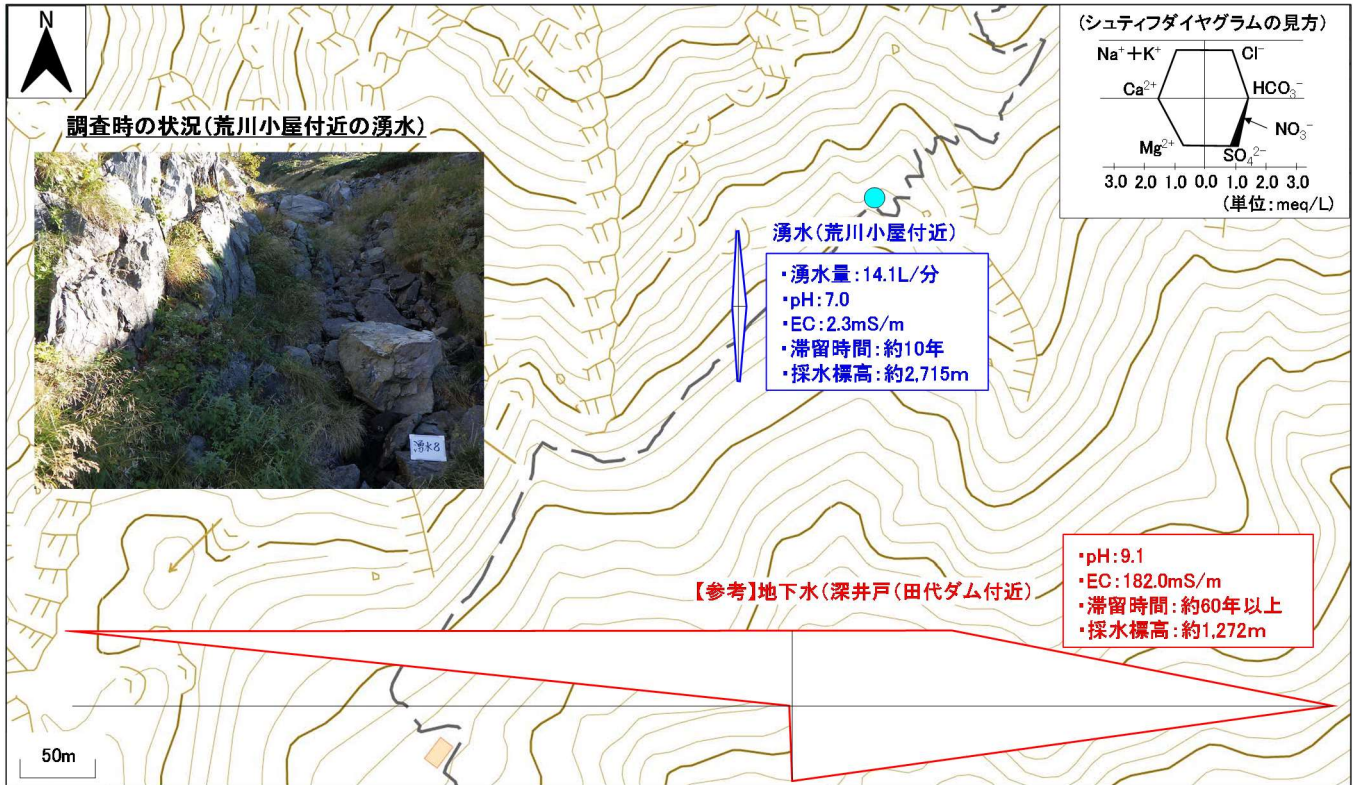 N
調査時の状況(荒川小屋付近の湧水)
湧水8
(シュティフダイヤグラムの見方)
Na⁺+K⁺
Cl⁻
Ca²⁺
HCO₃⁻
NO₃⁻
Mg²⁺
SO₄²⁻
3.0 2.0 1.0 0.0 1.0 2.0 3.0
(単位:meq/L)
湧水(荒川小屋付近)
・湧水量:14.1L/分
・pH:7.0
・EC:2.3mS/m
・滞留時間:約10年
・採水標高:約2,715m
【参考】地下水(深井戸(田代ダム付近)
・pH:9.1
・EC:182.0mS/m
・滞留時間:約60年以上
・採水標高:約1,272m
50m